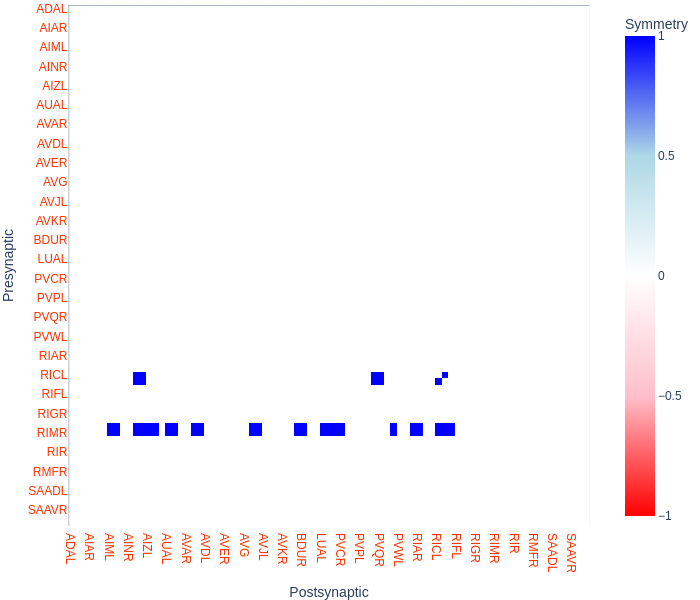 Symmetry
1
0.5
0
−0.5
−1
Presynaptic
ADAL
AIAR
AIML
AINR
AIZL
AUAL
AVAR
AVDL
AVER
AVG
AVJL
AVKR
BDUR
LUAL
PVCR
PVPL
PVQR
PVWL
RIAR
RICL
RIFL
RIGR
RIMR
RIR
RMFR
SAADL
SAAVR
ADAL
AIAR
AIML
AINR
AIZL
AUAL
AVAR
AVDL
AVER
AVG
AVJL
AVKR
BDUR
LUAL
PVCR
PVPL
PVQR
PVWL
RIAR
RICL
RIFL
RIGR
RIMR
RIR
RMFR
SAADL
SAAVR
Postsynaptic